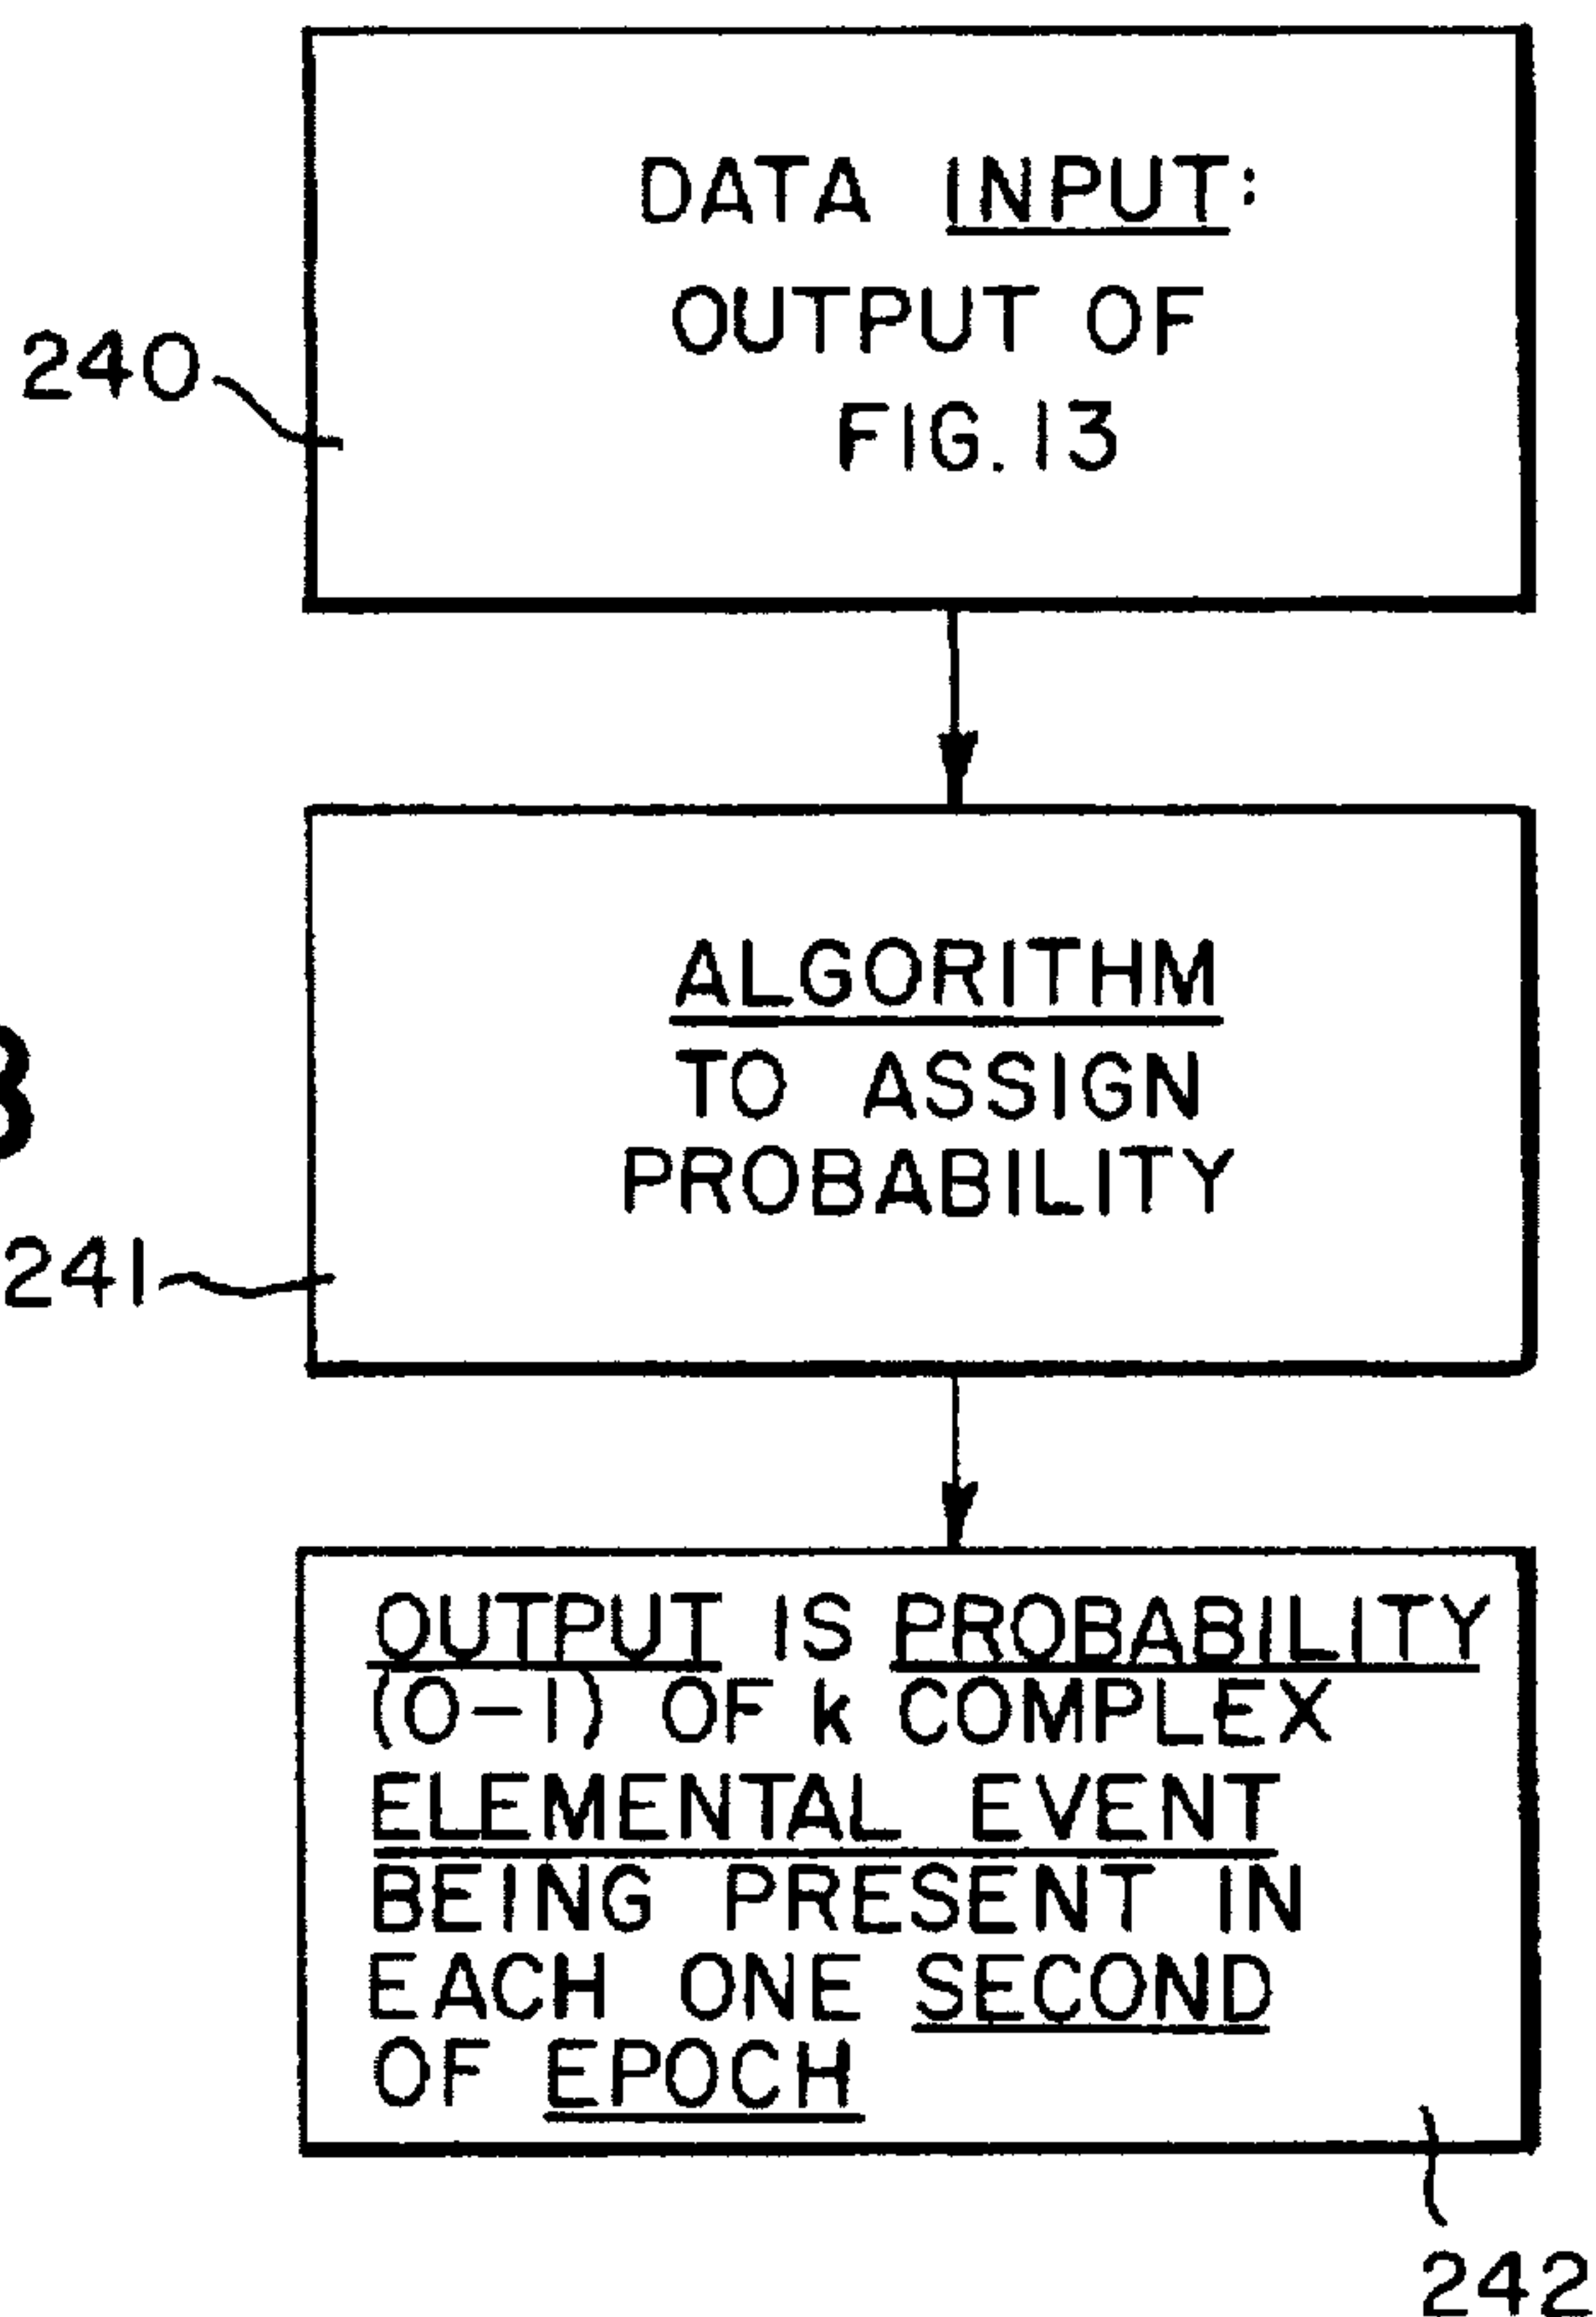 DATA INPUT:
OUTPUT OF
FIG. 13
240
ALGORITHM
TO ASSIGN
PROBABILITY
241
OUTPUT IS PROBABILITY
(0-1) OF k COMPLEX
ELEMENTAL EVENT
BEING PRESENT IN
EACH ONE SECOND
OF EPOCH
242